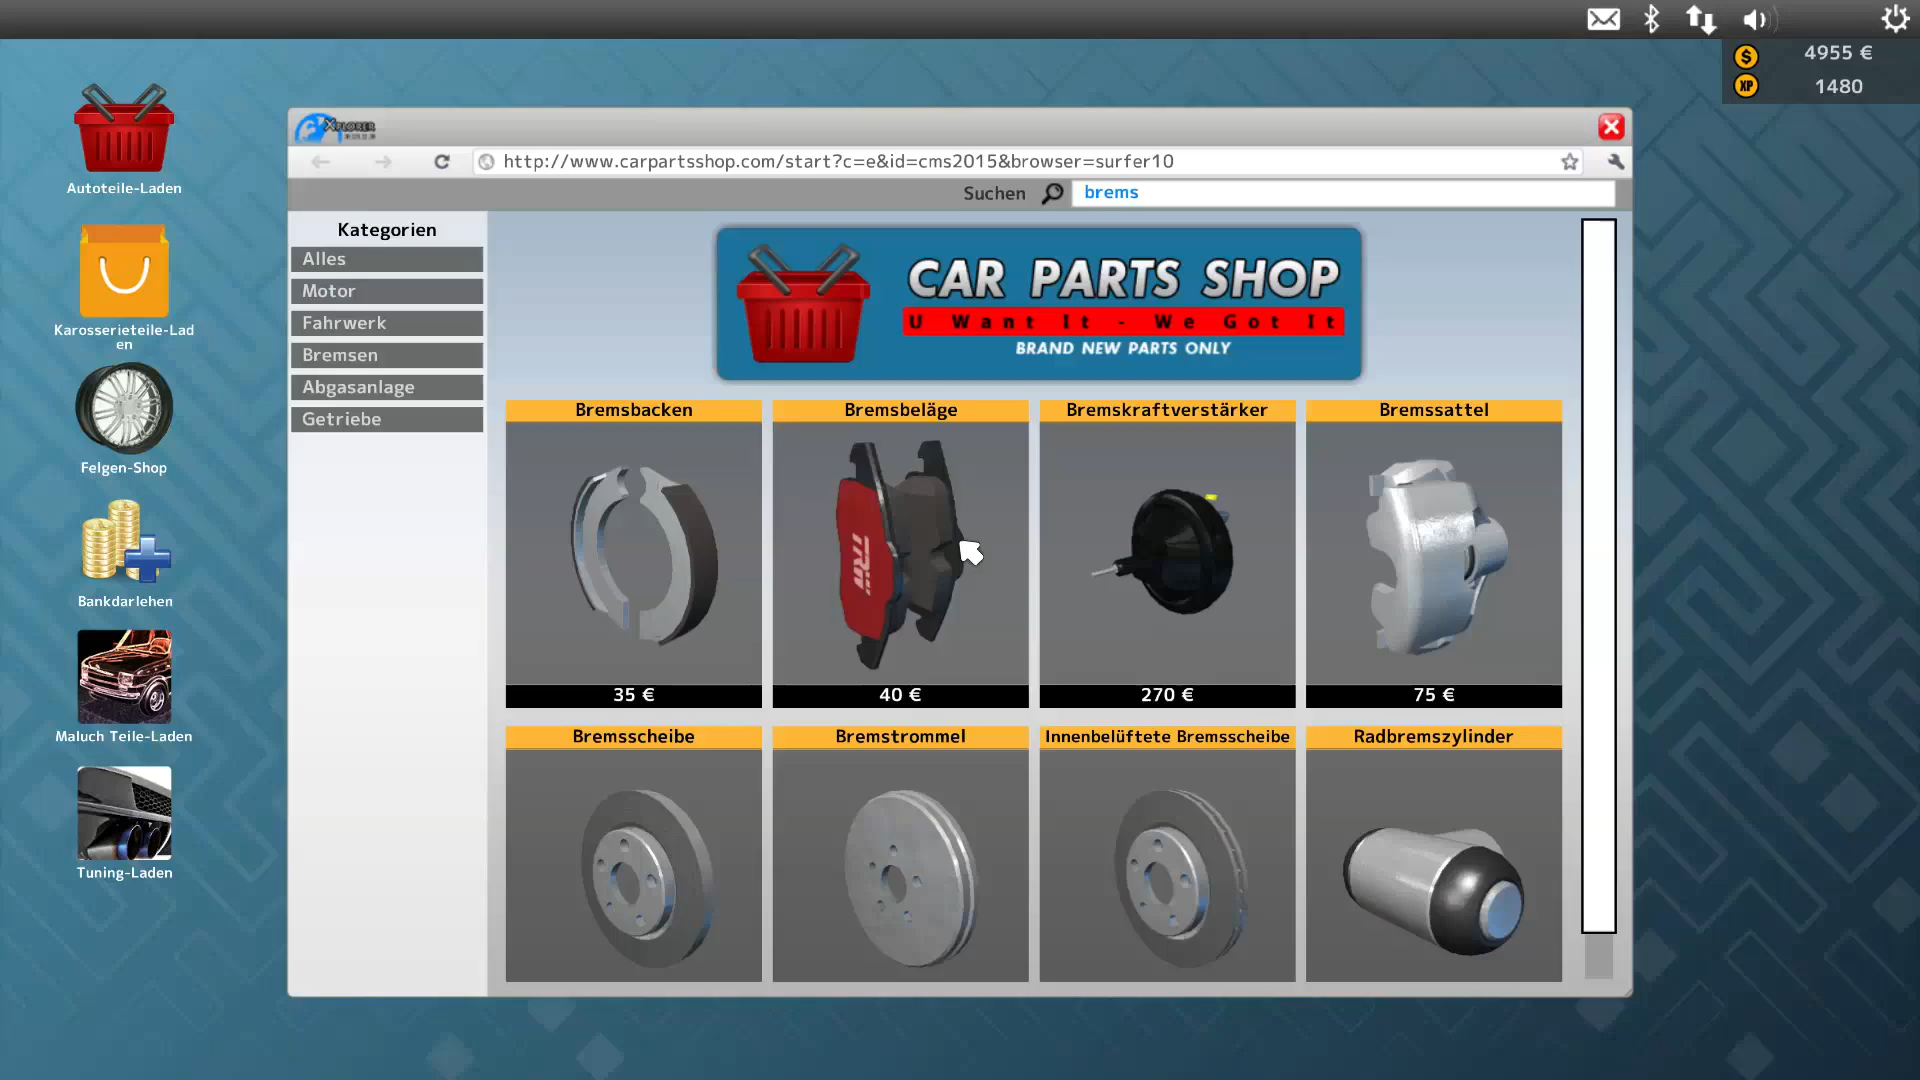 4955 €
XP
1480
XPLORER
http://www.carpartsshop.com/start?c=e&id=cms2015&browser=surfer10
Suchen
brems
Autoteile-Laden
Karosserieteile-Lad
en
Felgen-Shop
Bankdarlehen
Maluch Teile-Laden
Tuning-Laden
Kategorien
Alles
Motor
Fahrwerk
Bremsen
Abgasanlage
Getriebe
CAR PARTS SHOP
U Want It - We Got It
BRAND NEW PARTS ONLY
Bremsbacken
Bremsbeläge
Bremskraftverstärker
Bremssattel
TRW
35 €
40 €
270 €
75 €
Bremsscheibe
Bremstrommel
Innenbelüftete Bremsscheibe
Radbremszylinder